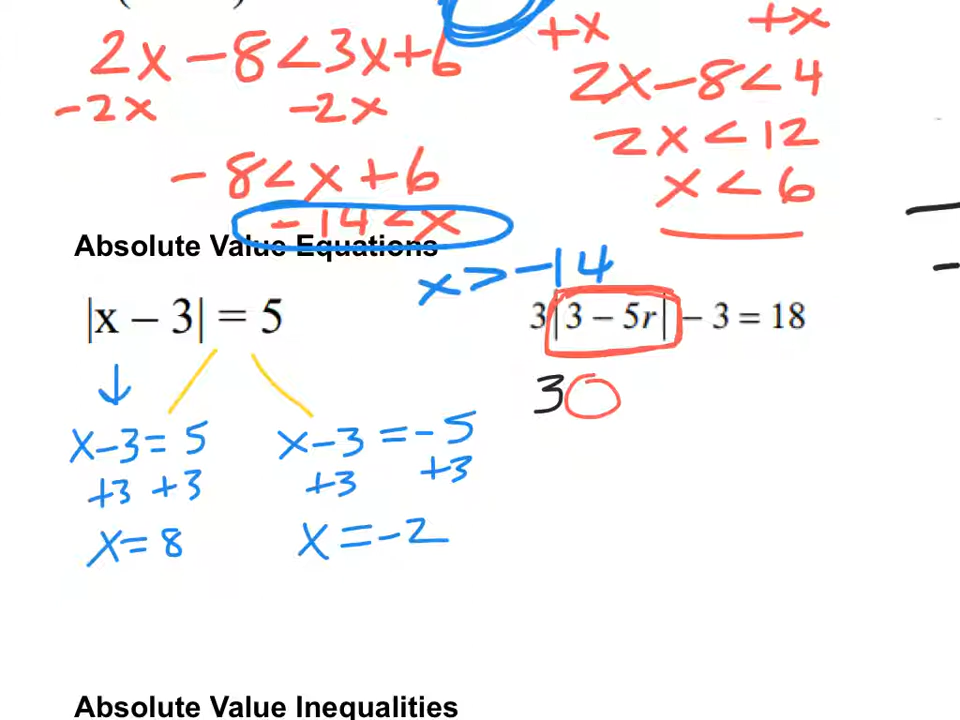 2x - 8 < 3x + 6
-2x -2x
- 8 < x + 6
- 14 < x
x > -14
+x +x
2x - 8 < 4
2x < 12
x < 6
Absolute Value Equations
|x – 3| = 5
x - 3 = 5
+3 +3
x = 8
x - 3 = -5
+3 +3
x = -2
3|3 – 5r| – 3 = 18
3
Absolute Value Inequalities